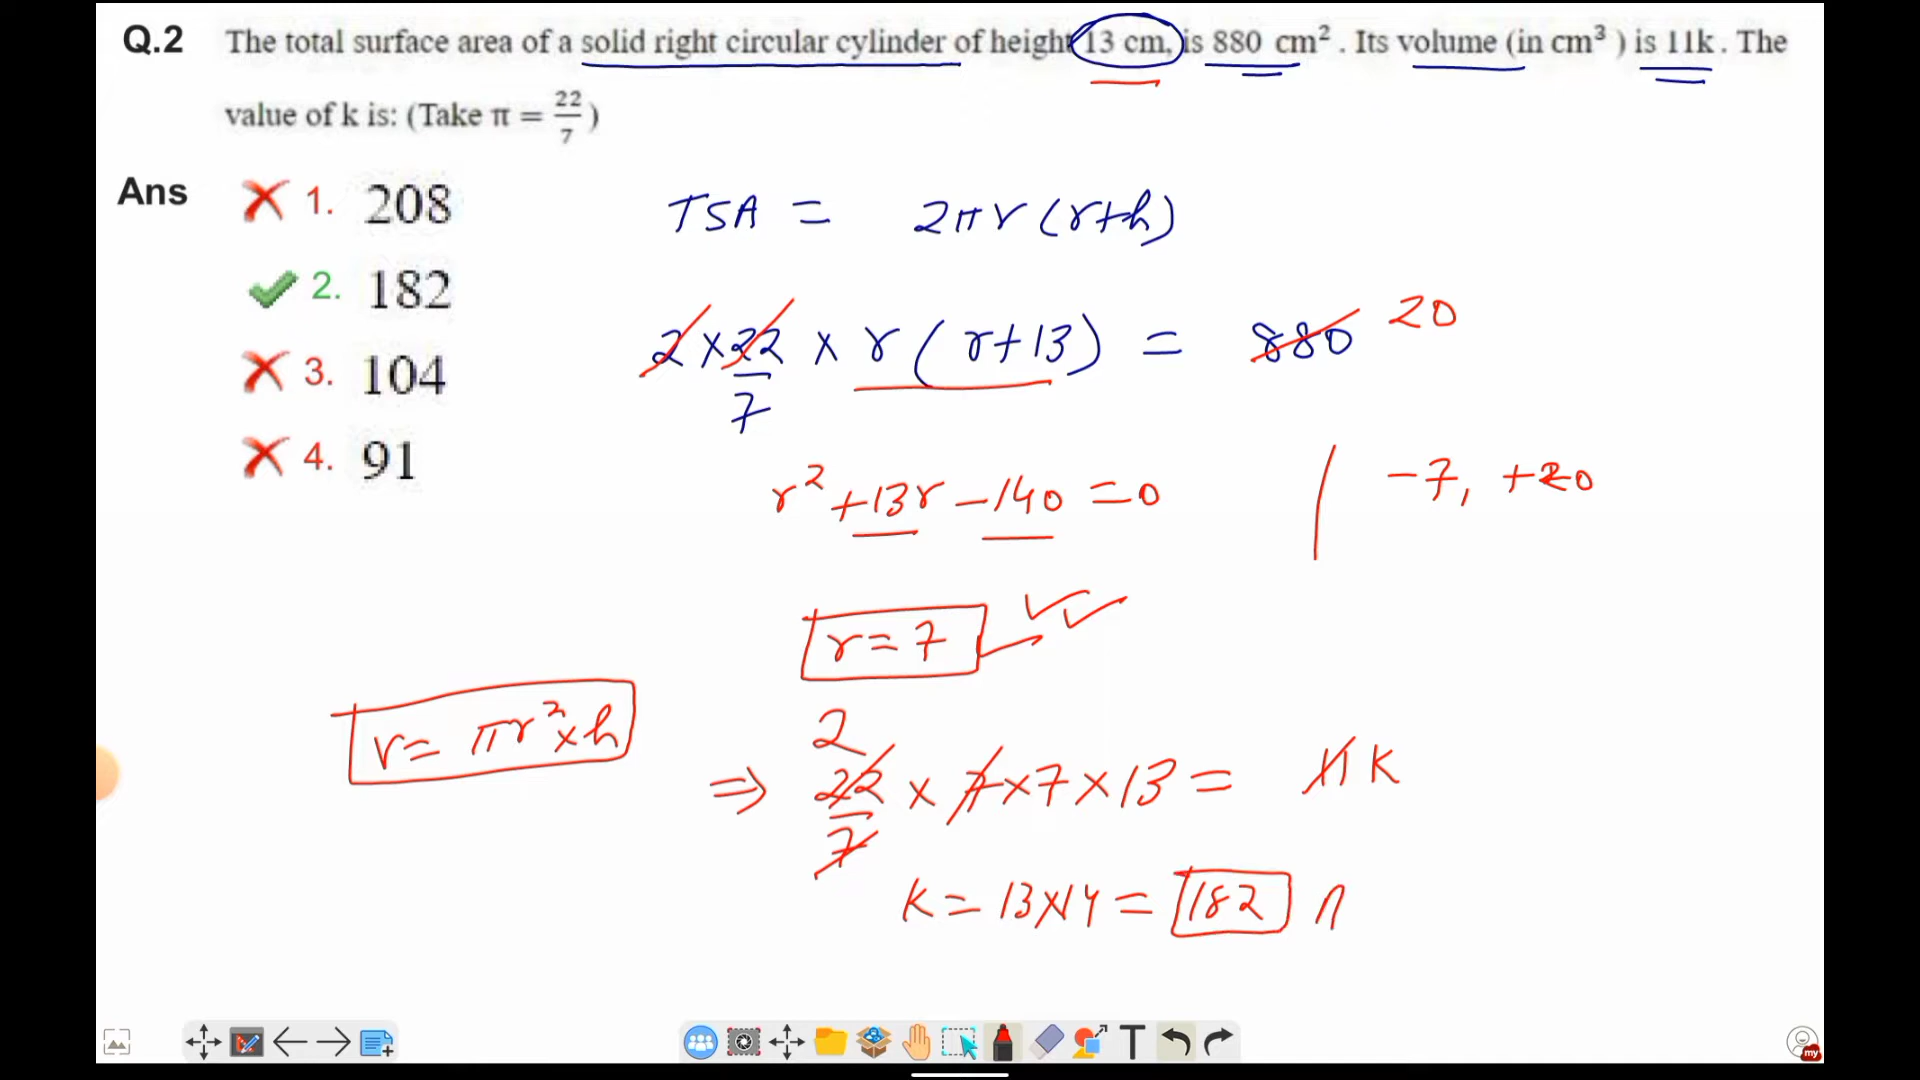 Q.2 The total surface area of a solid right circular cylinder of height 13 cm, is 880 cm². Its volume (in cm³) is 11k. The
value of k is: (Take π = 22/7)
Ans
1. 208
2. 182
3. 104
4. 91
TSA = 2πr(r+h)
2 × 22/7 × r (r+13) = 880 20
r² +13r -140 =0
-7, +20
r=7
v= πr²×h
2
⇒ 22/7 × 7×7×13 = 11 k
k = 13×14 = 182
T
my